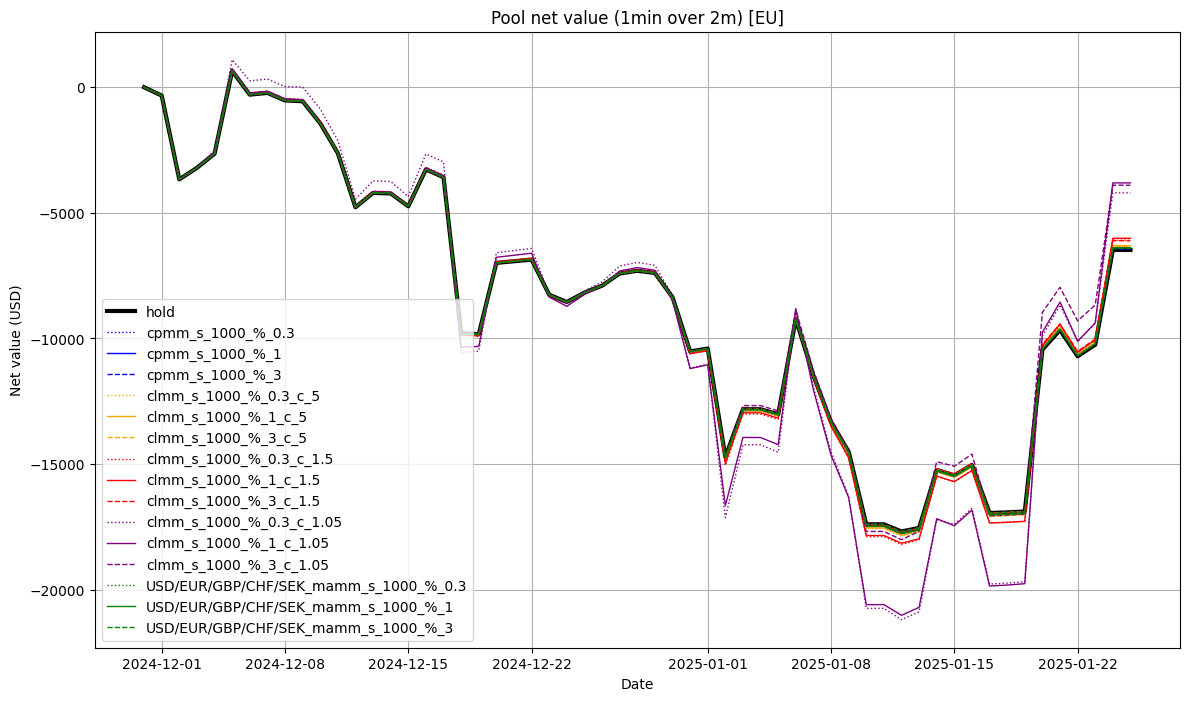 Pool net value (1min over 2m) [EU]
Net value (USD)
0
−5000
−10000
−15000
−20000
hold
cpmm_s_1000_%_0.3
cpmm_s_1000_%_1
cpmm_s_1000_%_3
clmm_s_1000_%_0.3_c_5
clmm_s_1000_%_1_c_5
clmm_s_1000_%_3_c_5
clmm_s_1000_%_0.3_c_1.5
clmm_s_1000_%_1_c_1.5
clmm_s_1000_%_3_c_1.5
clmm_s_1000_%_0.3_c_1.05
clmm_s_1000_%_1_c_1.05
clmm_s_1000_%_3_c_1.05
USD/EUR/GBP/CHF/SEK_mamm_s_1000_%_0.3
USD/EUR/GBP/CHF/SEK_mamm_s_1000_%_1
USD/EUR/GBP/CHF/SEK_mamm_s_1000_%_3
2024-12-01 2024-12-08 2024-12-15 2024-12-22 2025-01-01 2025-01-08 2025-01-15 2025-01-22
Date